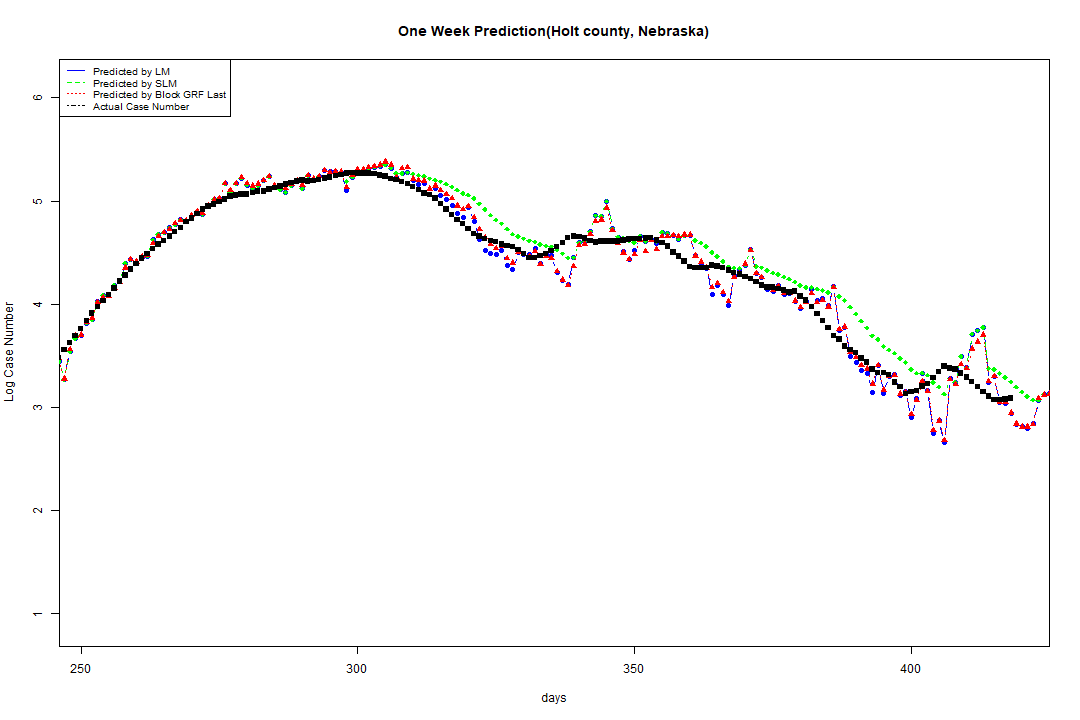 One Week Prediction(Holt county, Nebraska)
Predicted by LM
Predicted by SLM
Predicted by Block GRF Last
Actual Case Number
6
5
4
3
2
1
Log Case Number
250 300 350 400
days